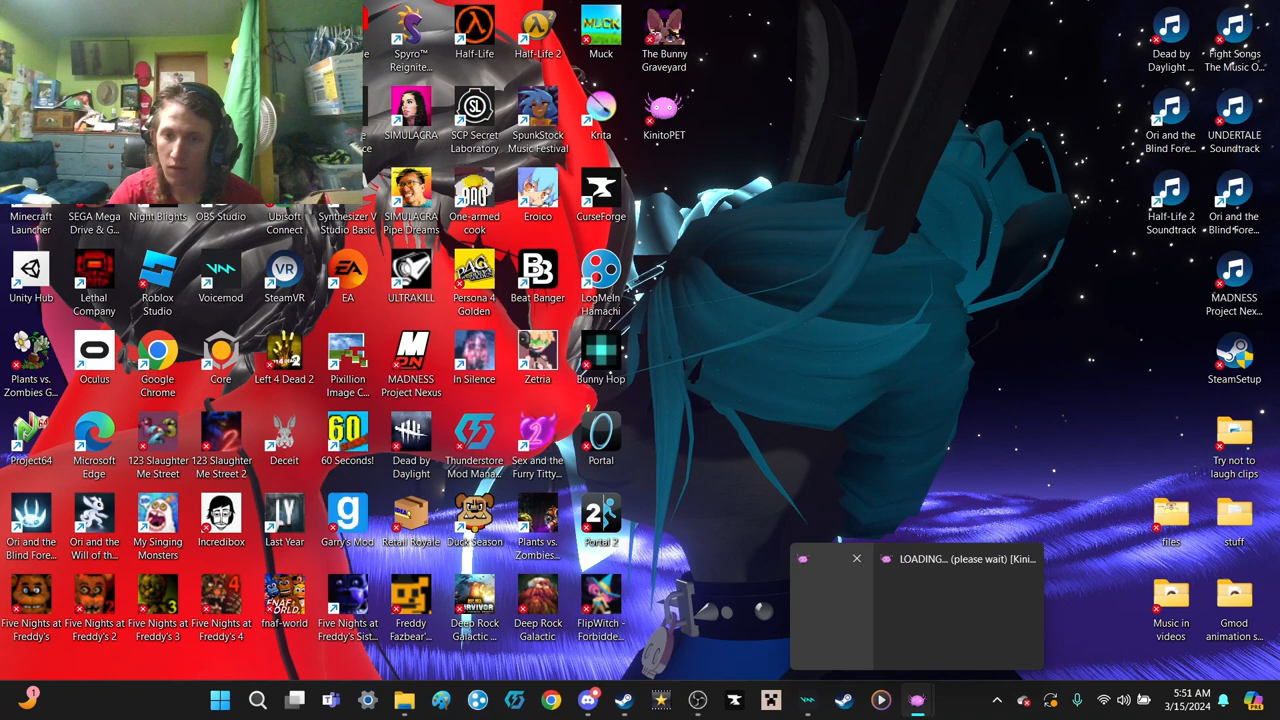 Spyro™
Reignite...
Half-Life
Half-Life 2
MUCK
Muck
The Bunny
Graveyard
Dead by
Daylight ...
Fight Songs
The Music O...
SIMULACRA
SCP Secret
Laboratory
SpunkStock
Music Festival
Krita
KinitoPET
Ori and the
Blind Fore...
UNDERTALE
Soundtrack
Minecraft
Launcher
SEGA Mega
Drive & G...
Night Blights
OBS Studio
Ubisoft
Connect
Synthesizer V
Studio Basic
SIMULACRA
Pipe Dreams
One-armed
cook
Eroico
CurseForge
Half-Life 2
Soundtrack
Ori and the
Blind Fore...
Unity Hub
Lethal
Company
Roblox
Studio
Voicemod
VR
SteamVR
EA
EA
ULTRAKILL
Persona 4
Golden
BB
Beat Banger
LogMeIn
Hamachi
MADNESS
Project Nex...
Plants vs.
Zombies G...
Oculus
Google
Chrome
Core
Left 4 Dead 2
Pixillion
Image C...
MADNESS
Project Nexus
In Silence
Zetria
Bunny Hop
SteamSetup
Project64
Microsoft
Edge
123 Slaughter
Me Street
123 Slaughter
Me Street 2
Deceit
60
60 Seconds!
Dead by
Daylight
Thunderstore
Mod Mana...
Sex and the
Furry Titty...
Portal
Try not to
laugh clips
Ori and the
Blind Fore...
Ori and the
Will of th...
My Singing
Monsters
Incredibox
LY
Last Year
g
Garry's Mod
Retail Royale
Duck Season
Plants vs.
Zombies...
2
Portal 2
files
stuff
LOADING... (please wait) [Kini...
Five Nights at
Freddy's
Five Nights at
Freddy's 2
Five Nights at
Freddy's 3
Five Nights at
Freddy's 4
fnaf-world
Five Nights at
Freddy's Sist...
Freddy
Fazbear'...
Deep Rock
Galactic ...
Deep Rock
Galactic
FlipWitch -
Forbidde...
Music in
videos
Gmod
animation s...
1
5:51 AM
3/15/2024